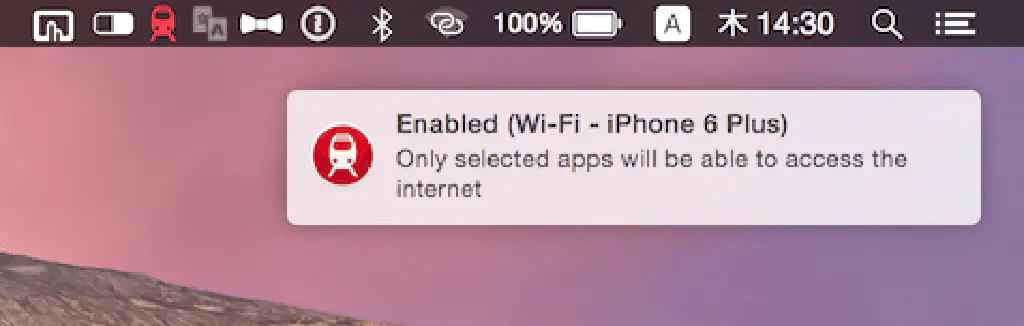 100% A 木 14:30
Enabled (Wi-Fi - iPhone 6 Plus)
Only selected apps will be able to access the
internet